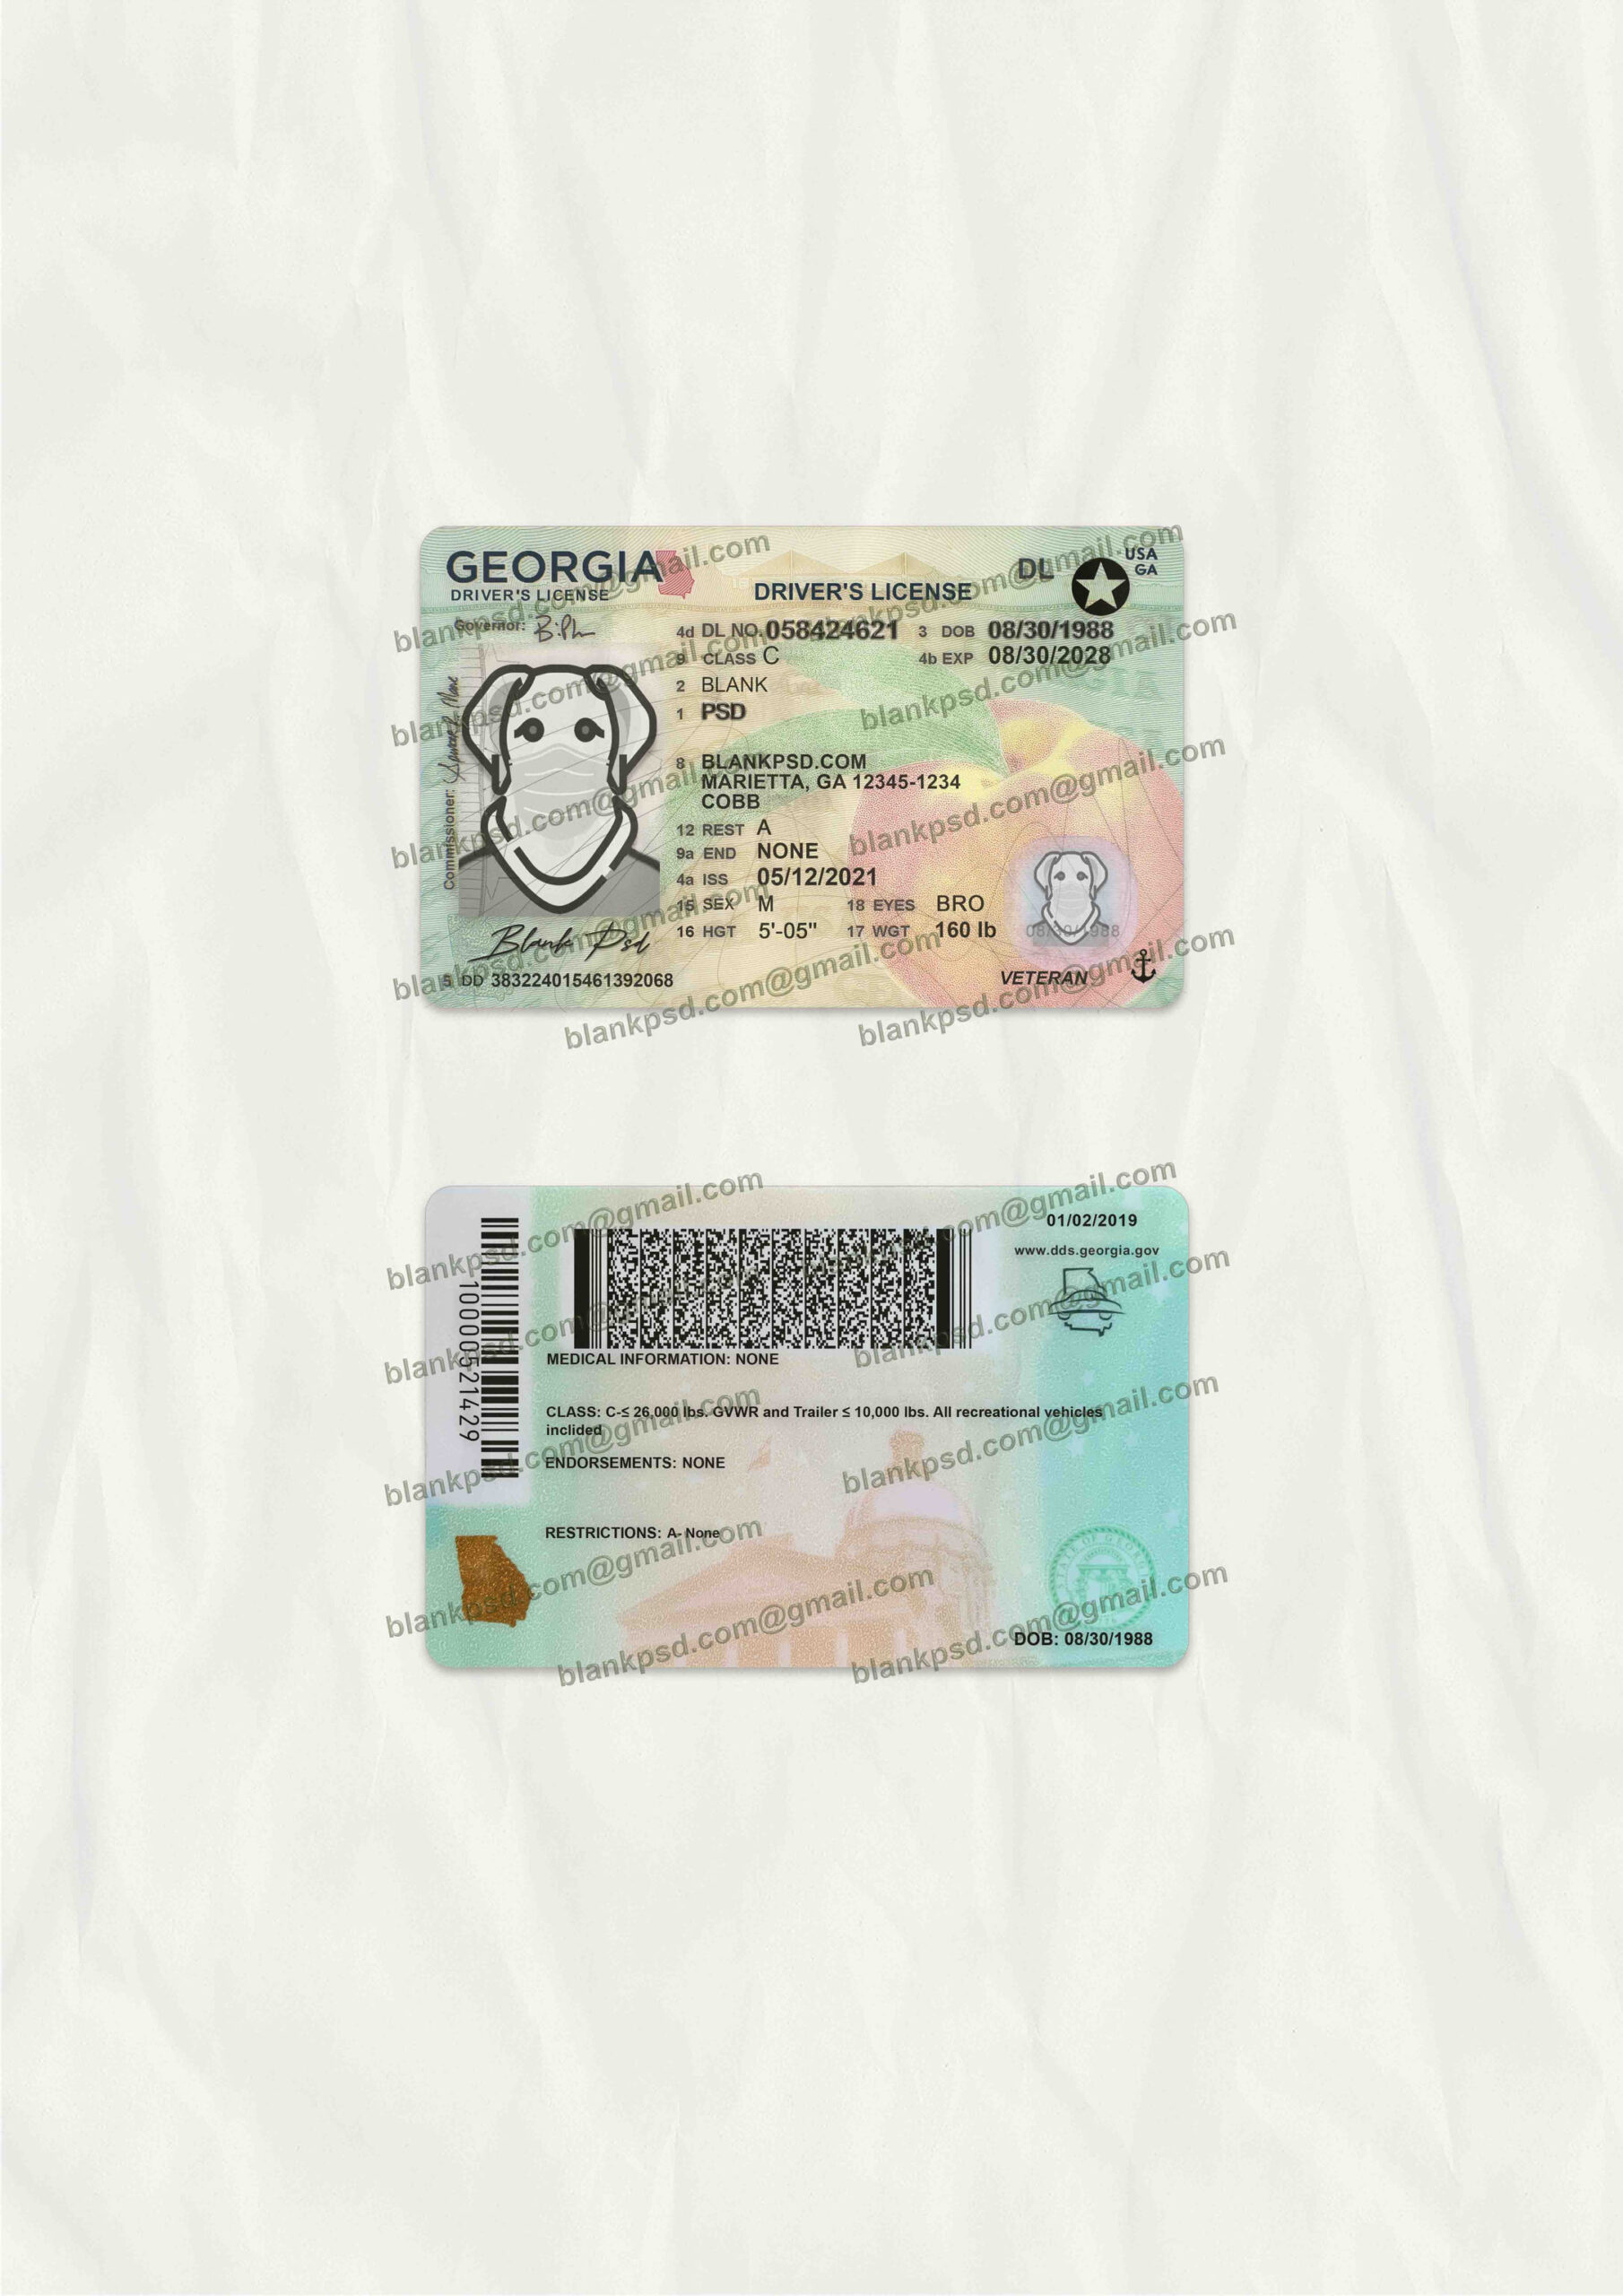 GEORGIA
DRIVER'S LICENSE
DRIVER'S LICENSE
DL
USA
GA
Governor:
Commissioner:
4d DL NO. 058424621 3 DOB 08/30/1988
9 CLASS C 4b EXP 08/30/2028
2 BLANK
1 PSD
8 BLANKPSD.COM
MARIETTA, GA 12345-1234
COBB
12 REST A
9a END NONE
4a ISS 05/12/2021
15 SEX M 18 EYES BRO
16 HGT 5'-05" 17 WGT 160 lb
08/30/1988
Blank Psd
5 DD 383224015461392068
VETERAN
blankpsd.com@gmail.com
blankpsd.com@gmail.com
blankpsd.com@gmail.com
blankpsd.com@gmail.com
blankpsd.com@gmail.com
blankpsd.com@gmail.com
blankpsd.com@gmail.com
blankpsd.com@gmail.com
01/02/2019
www.dds.georgia.gov
1000052142​9
MEDICAL INFORMATION: NONE
CLASS: C-≤ 26,000 lbs. GVWR and Trailer ≤ 10,000 lbs. All recreational vehicles
inclided
ENDORSEMENTS: NONE
RESTRICTIONS: A- None
STATE OF GEORGIA
DOB: 08/30/1988
blankpsd.com@gmail.com
blankpsd.com@gmail.com
blankpsd.com@gmail.com
blankpsd.com@gmail.com
blankpsd.com@gmail.com
blankpsd.com@gmail.com
blankpsd.com@gmail.com
blankpsd.com@gmail.com